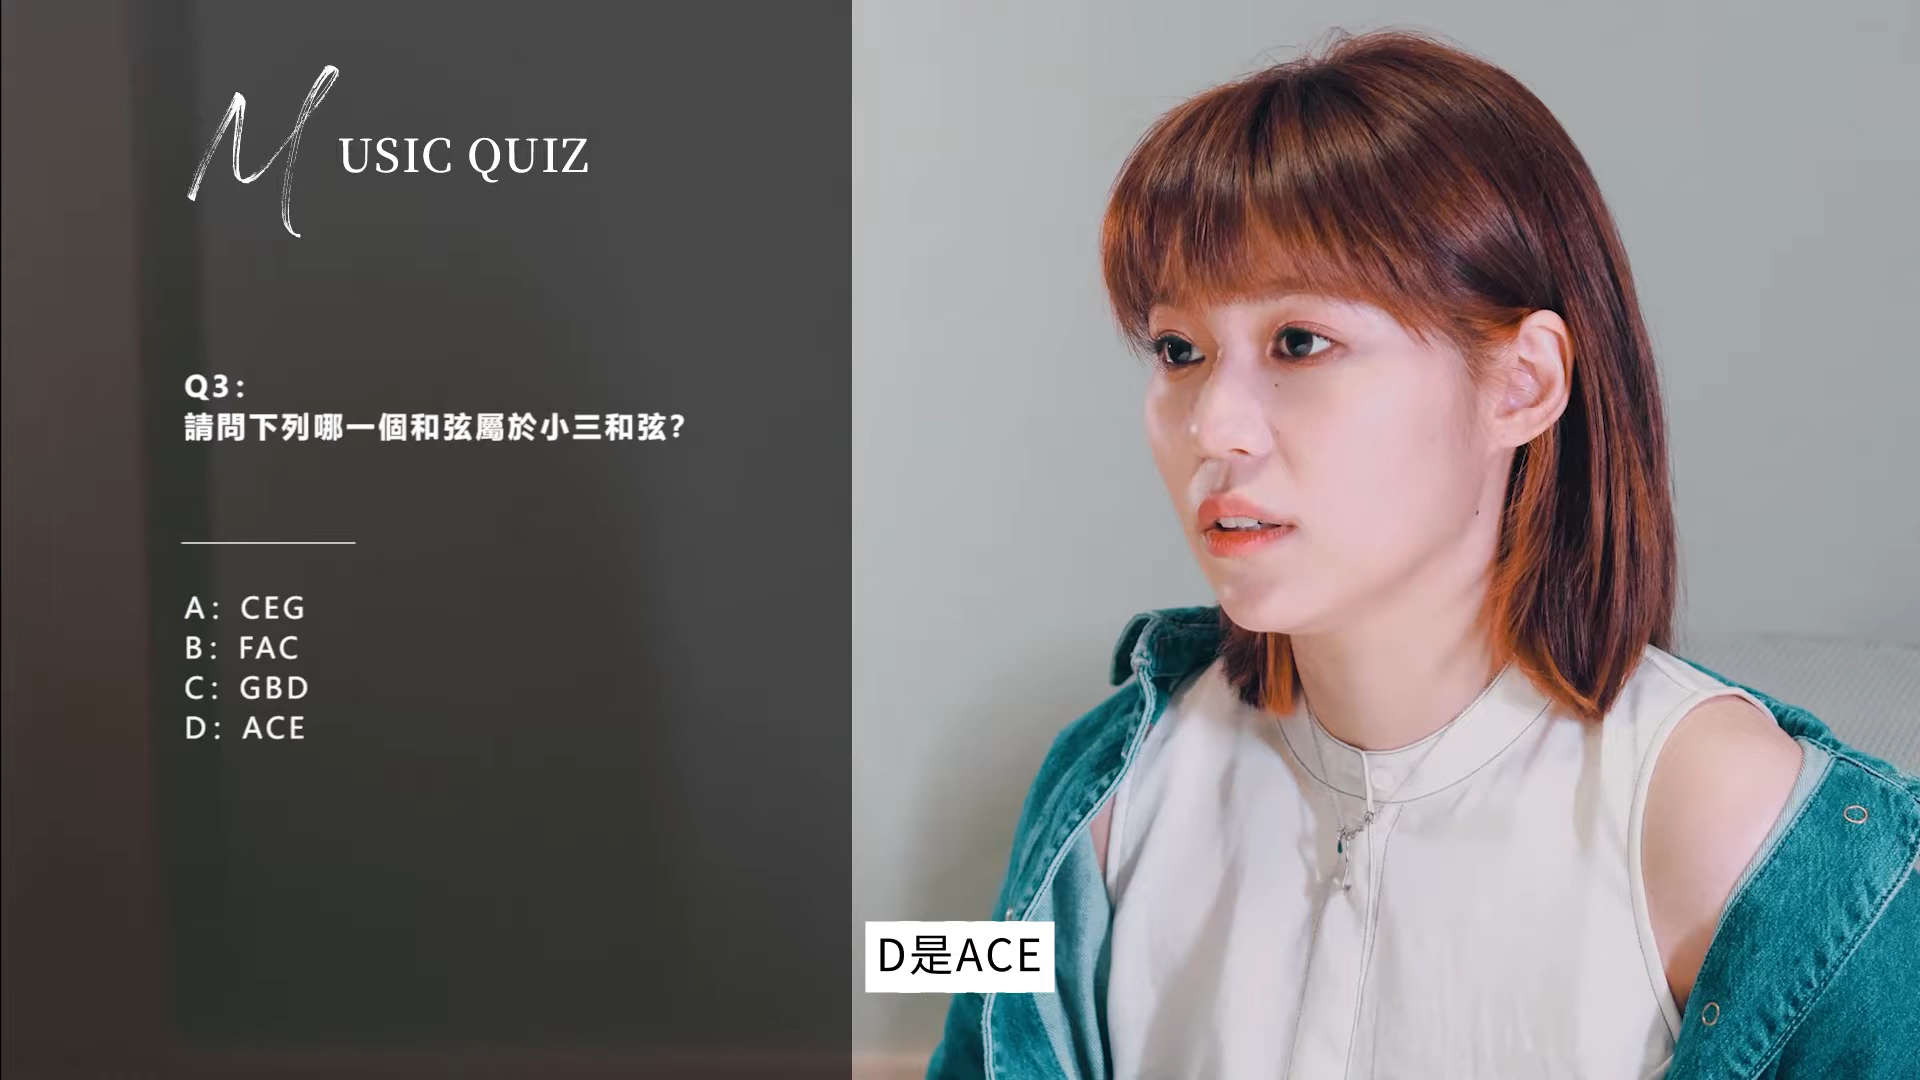 MUSIC QUIZ
Q3:
請問下列哪一個和弦屬於小三和弦?
A: CEG
B: FAC
C: GBD
D: ACE
D是ACE